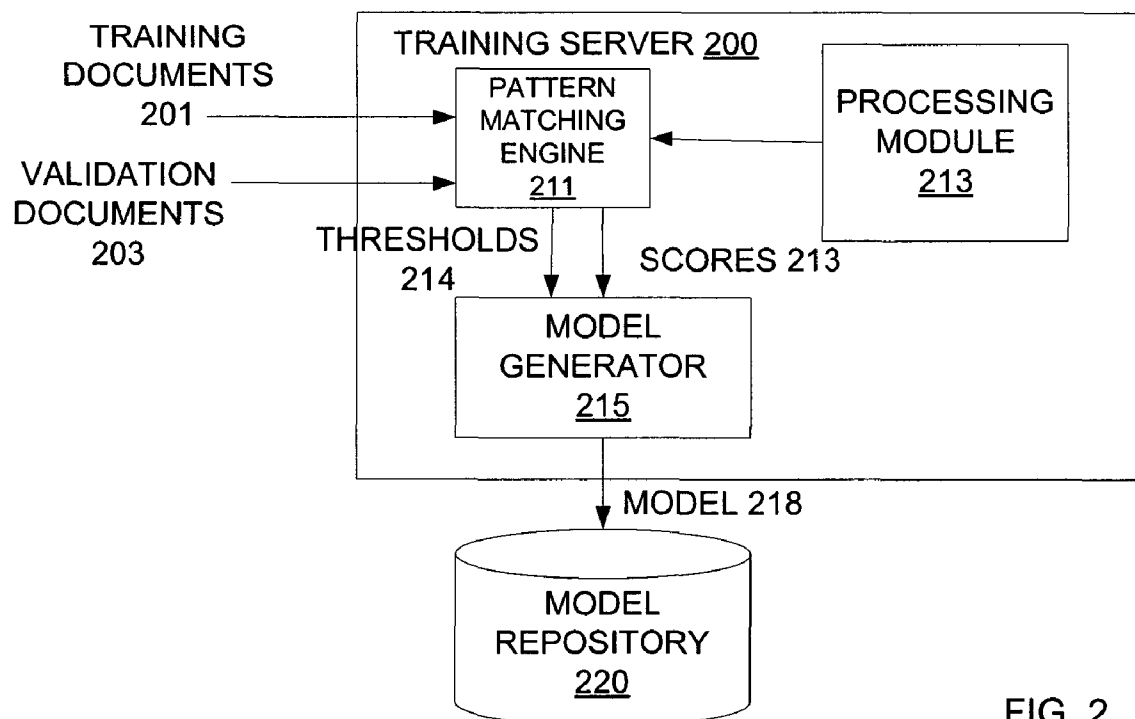 TRAINING
DOCUMENTS
201
VALIDATION
DOCUMENTS
203
TRAINING SERVER 200
PATTERN
MATCHING
ENGINE
211
PROCESSING
MODULE
213
THRESHOLDS
214
SCORES 213
MODEL
GENERATOR
215
MODEL 218
MODEL
REPOSITORY
220
FIG. 2